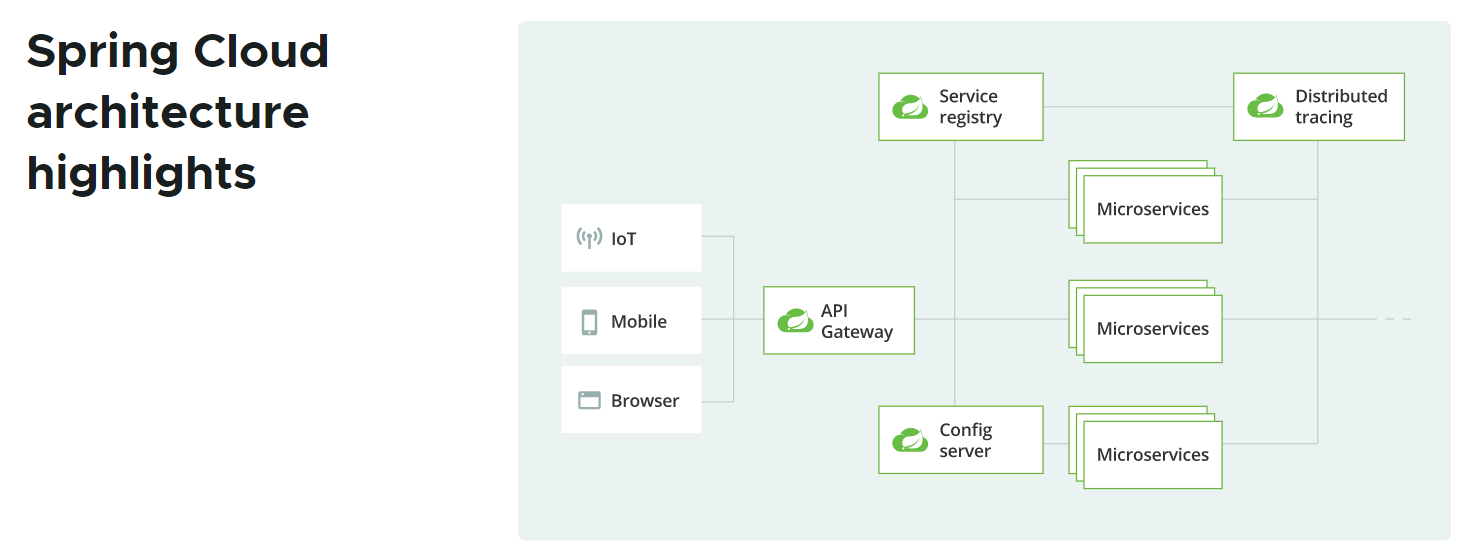 Spring Cloud
architecture
highlights
Service
registry
Distributed
tracing
Microservices
IoT
Mobile
Browser
API
Gateway
Microservices
Config
server
Microservices